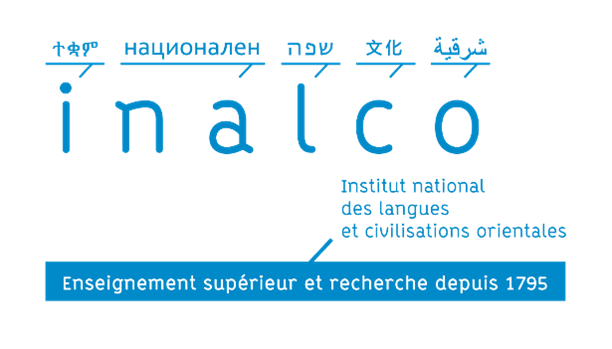 ተቋም национален שפה 文化 شرقية
inalco
Institut national
des langues
et civilisations orientales
Enseignement supérieur et recherche depuis 1795